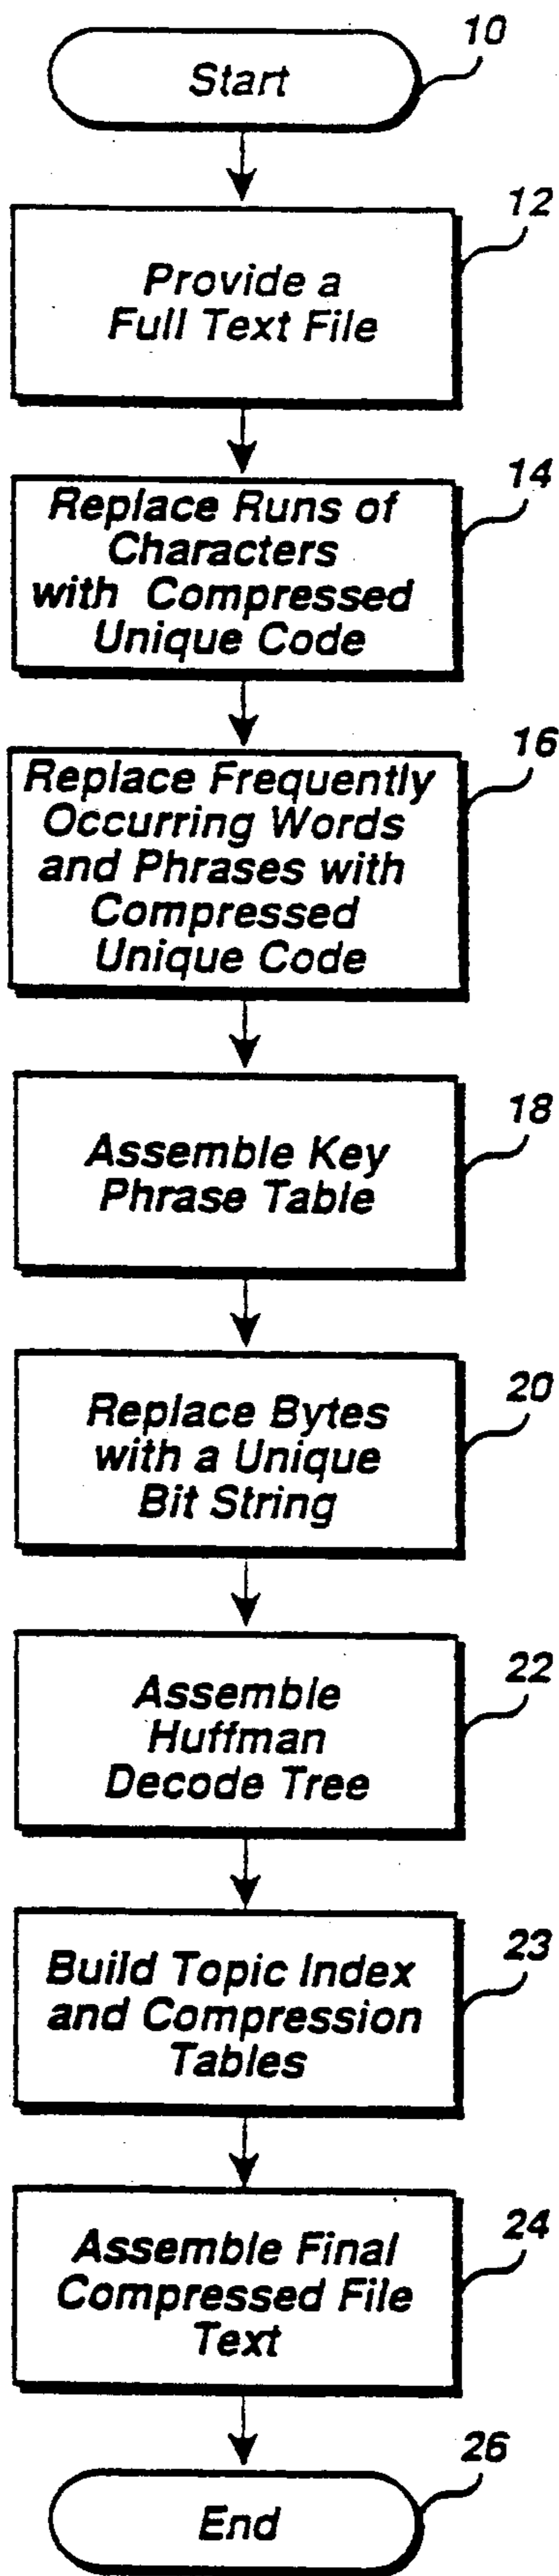 10
Start
12
Provide a
Full Text File
14
Replace Runs of
Characters
with Compressed
Unique Code
16
Replace Frequently
Occurring Words
and Phrases with
Compressed
Unique Code
18
Assemble Key
Phrase Table
20
Replace Bytes
with a Unique
Bit String
22
Assemble
Huffman
Decode Tree
23
Build Topic Index
and Compression
Tables
24
Assemble Final
Compressed File
Text
26
End